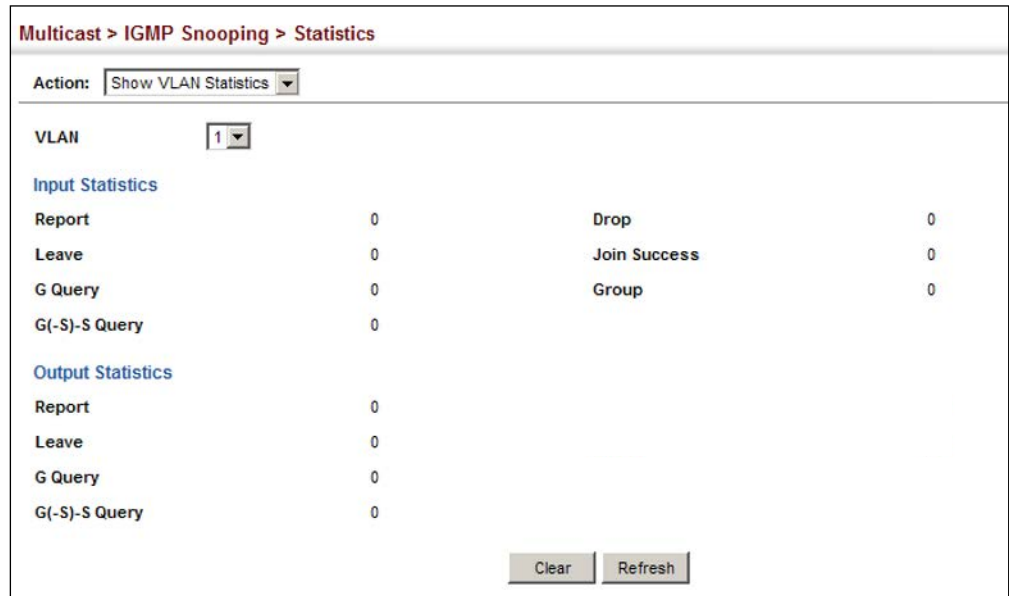 Multicast > IGMP Snooping > Statistics
Action: Show VLAN Statistics
VLAN 1
Input Statistics
Report 0 Drop 0
Leave 0 Join Success 0
G Query 0 Group 0
G(-S)-S Query 0
Output Statistics
Report 0
Leave 0
G Query 0
G(-S)-S Query 0
Clear Refresh